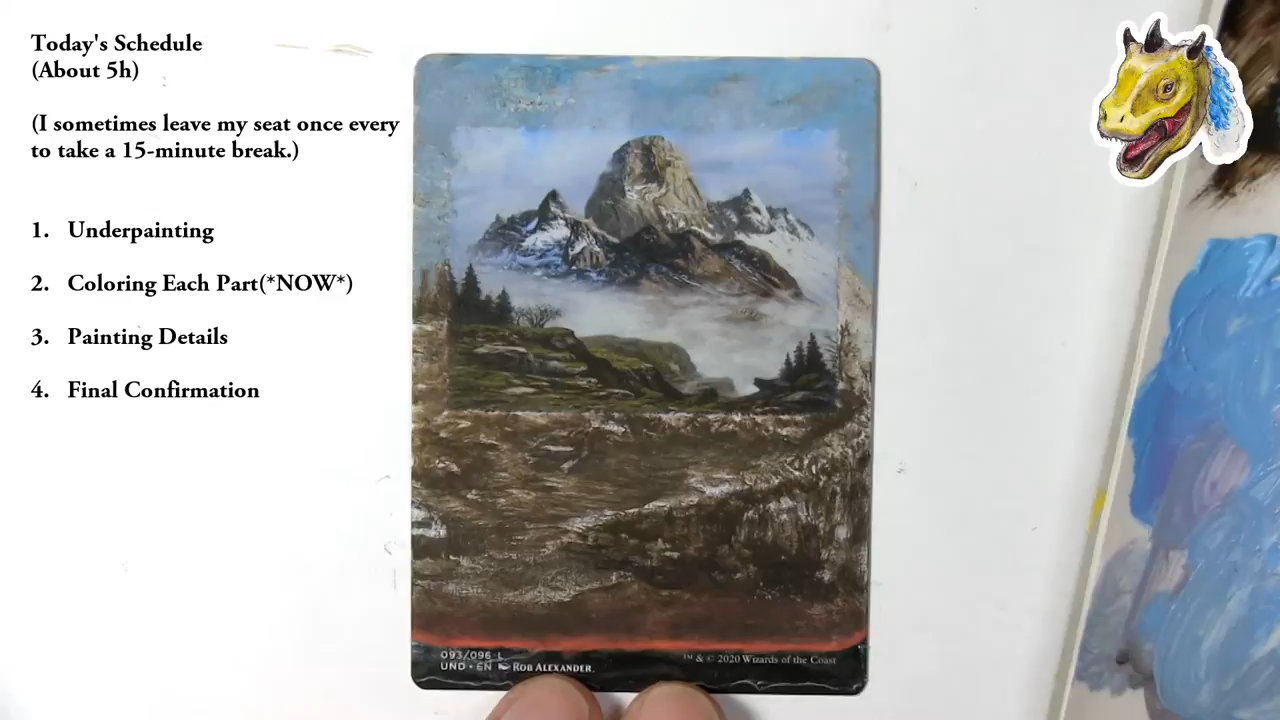 Today's Schedule
(About 5h)
(I sometimes leave my seat once every
to take a 15-minute break.)
1. Underpainting
2. Coloring Each Part(*NOW*)
3. Painting Details
4. Final Confirmation
093/096 L
UND • EN ROB ALEXANDER
™ & © 2020 Wizards of the Coast